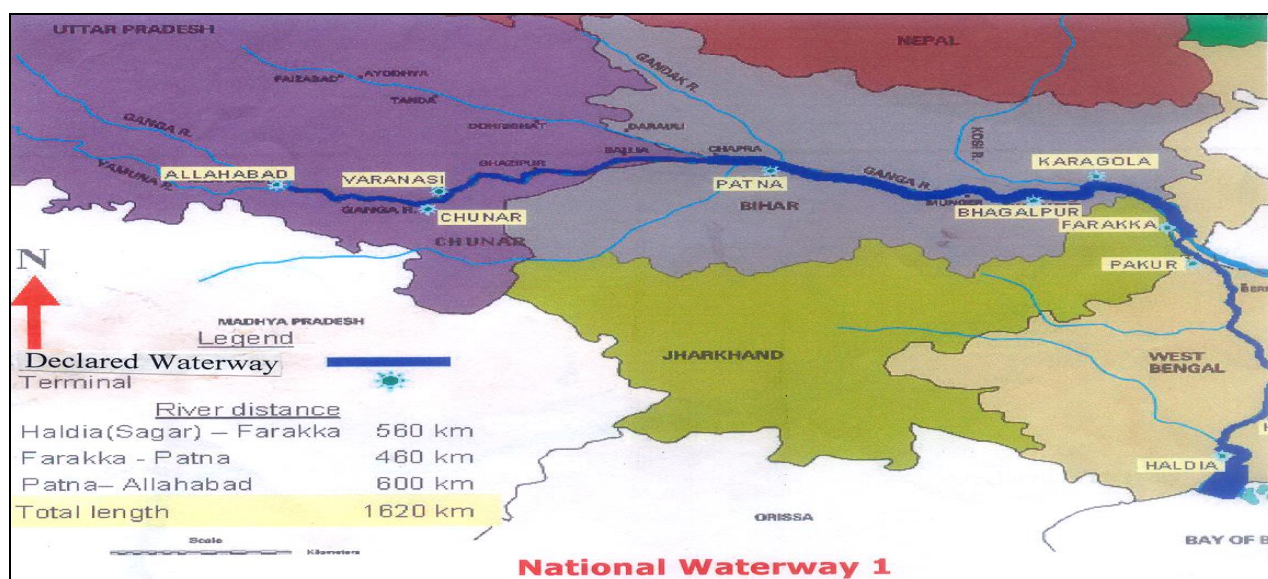 UTTAR PRADESH
NEPAL
FAIZABAD
AYODHYA
TANDA
GANDAK R.
GANGA R.
DOHRIGHAT
DARAULI
KOSI R.
YAMUNA R.
ALLAHABAD
VARANASI
GHAZIPUR
BALLIA
CHAPRA
PATNA
GANGA R.
KARAGOLA
GANGA R.
CHUNAR
BIHAR
MUNGER
BHAGALPUR
FARAKKA
CHUNAR
PAKUR
BER
N
MADHYA PRADESH
Legend
Declared Waterway
Terminal
JHARKHAND
WEST
BENGAL
River distance
Haldia(Sagar) – Farakka 560 km
Farakka - Patna 460 km
Patna– Allahabad 600 km
Total length 1620 km
H
HALDIA
ORISSA
Scale
Kilometers
BAY OF B
National Waterway 1